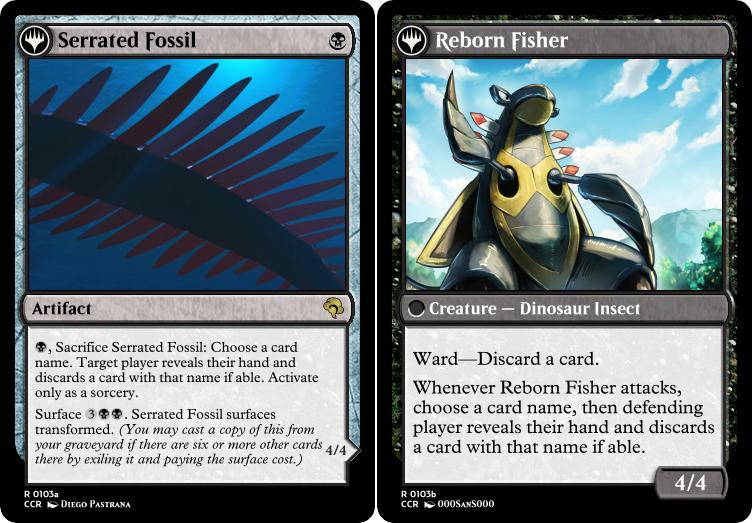 Serrated Fossil
Artifact
, Sacrifice Serrated Fossil: Choose a card
name. Target player reveals their hand and
discards a card with that name if able. Activate
only as a sorcery.
Surface 3. Serrated Fossil surfaces
transformed. (You may cast a copy of this from
your graveyard if there are six or more other cards
there by exiling it and paying the surface cost.)
4/4
R 0103a
CCR Diego Pastrana
Reborn Fisher
Creature — Dinosaur Insect
Ward—Discard a card.
Whenever Reborn Fisher attacks,
choose a card name, then defending
player reveals their hand and discards
a card with that name if able.
4/4
R 0103b
CCR 000SanS000